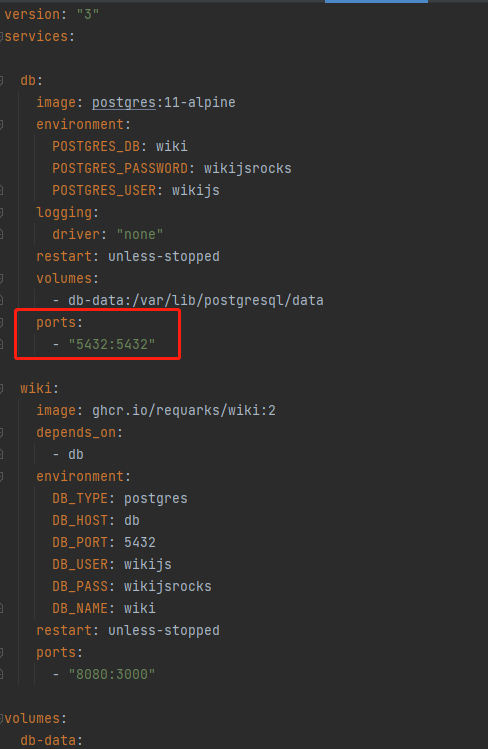 version: "3"
services:
db:
image: postgres:11-alpine
environment:
POSTGRES_DB: wiki
POSTGRES_PASSWORD: wikijsrocks
POSTGRES_USER: wikijs
logging:
driver: "none"
restart: unless-stopped
volumes:
- db-data:/var/lib/postgresql/data
ports:
- "5432:5432"
wiki:
image: ghcr.io/requarks/wiki:2
depends_on:
- db
environment:
DB_TYPE: postgres
DB_HOST: db
DB_PORT: 5432
DB_USER: wikijs
DB_PASS: wikijsrocks
DB_NAME: wiki
restart: unless-stopped
ports:
- "8080:3000"
volumes:
db-data: